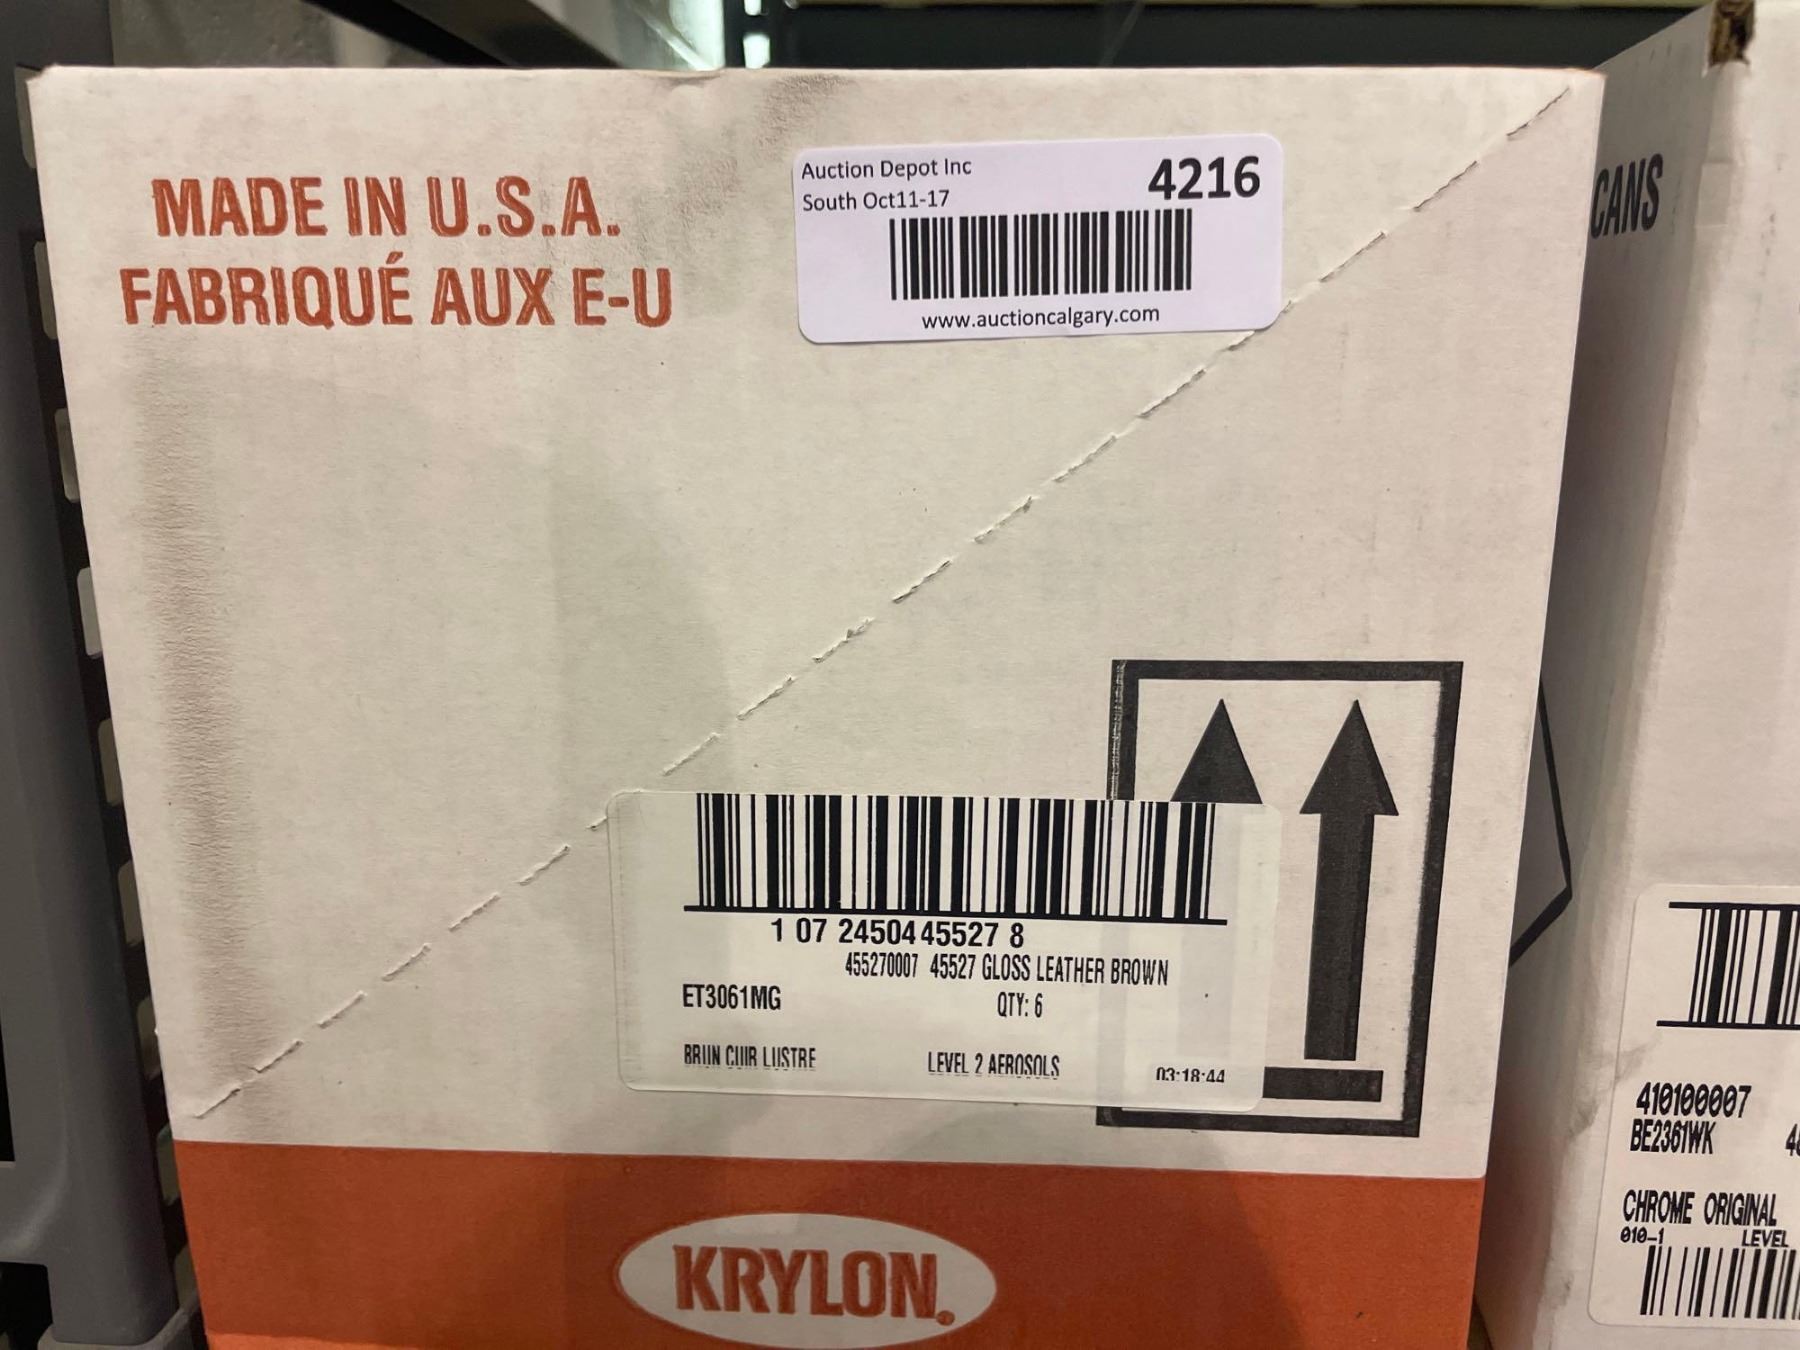 MADE IN U.S.A.
FABRIQUÉ AUX E-U
Auction Depot Inc
4216
South Oct11-17
www.auctioncalgary.com
CANS
1 07 24504 45527 8
455270007 45527 GLOSS LEATHER BROWN
ET3061MG
QTY: 6
BRUN CUIR LUSTRE
LEVEL 2 AEROSOLS
03:18:44
KRYLON®
410100007
BE2361WK
CHROME ORIGINAL
010-1
LEVEL